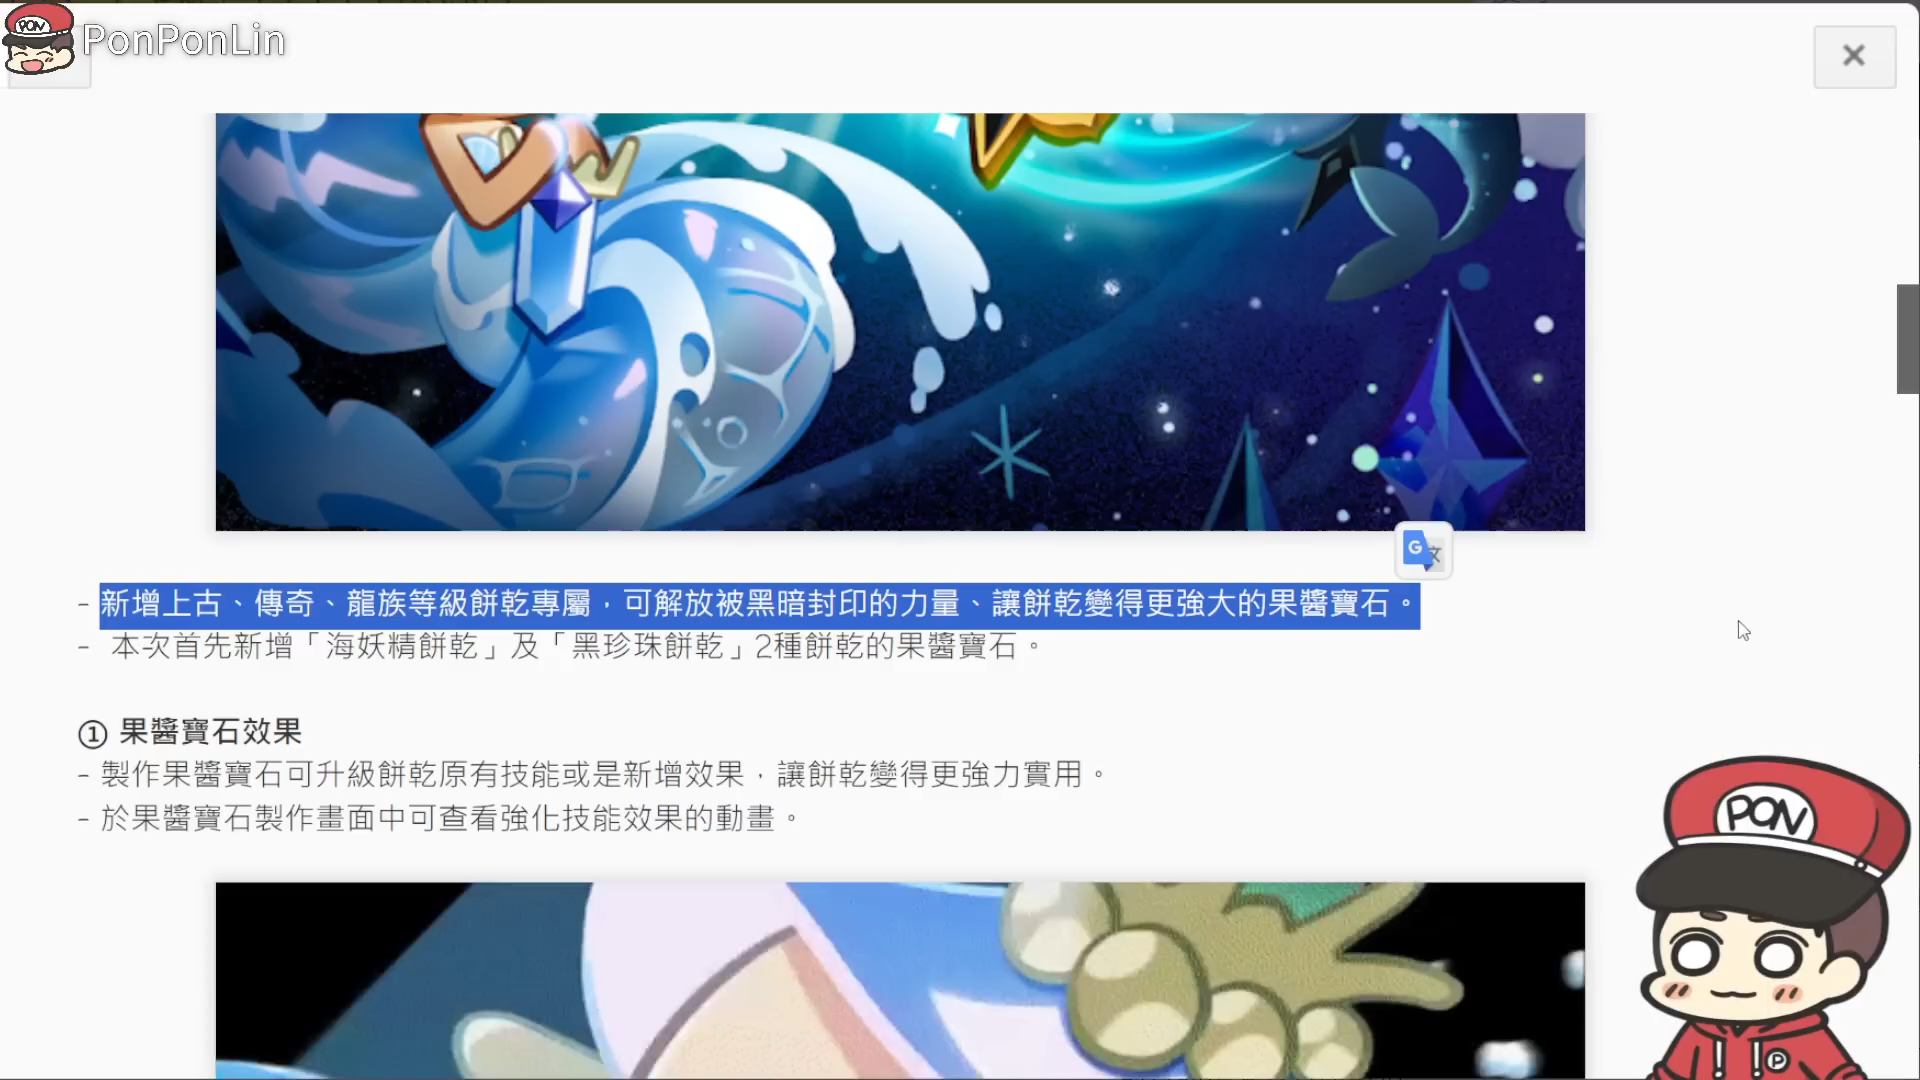 PON
PonPonLin
- 新增上古、傳奇、龍族等級餅乾專屬，可解放被黑暗封印的力量、讓餅乾變得更強大的果醬寶石。
- 本次首先新增「海妖精餅乾」及「黑珍珠餅乾」2種餅乾的果醬寶石。
① 果醬寶石效果
- 製作果醬寶石可升級餅乾原有技能或是新增效果，讓餅乾變得更強力實用。
- 於果醬寶石製作畫面中可查看強化技能效果的動畫。
PON
P
G文